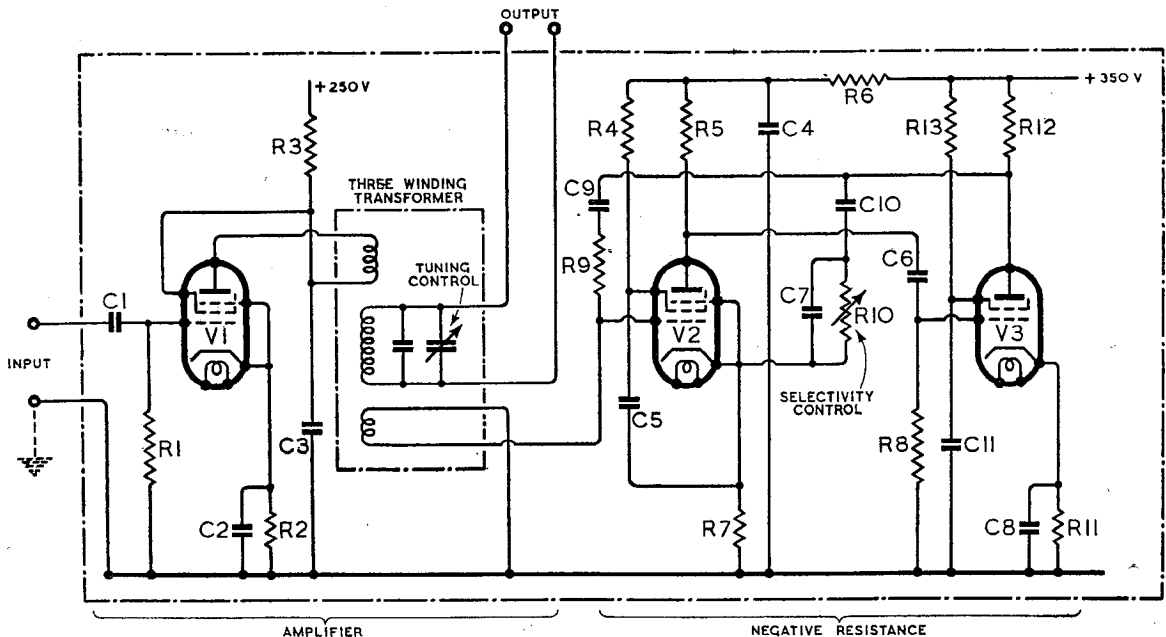 OUTPUT
+ 250 V
+ 350 V
R6
R3
R4
R5
C4
R13
R12
THREE WINDING
TRANSFORMER
C9
C10
TUNING
CONTROL
R9
C6
C1
C7
R10
V1
V2
V3
INPUT
SELECTIVITY
CONTROL
C5
R1
C3
R8
C11
C2
R2
R7
C8
R11
AMPLIFIER
NEGATIVE RESISTANCE